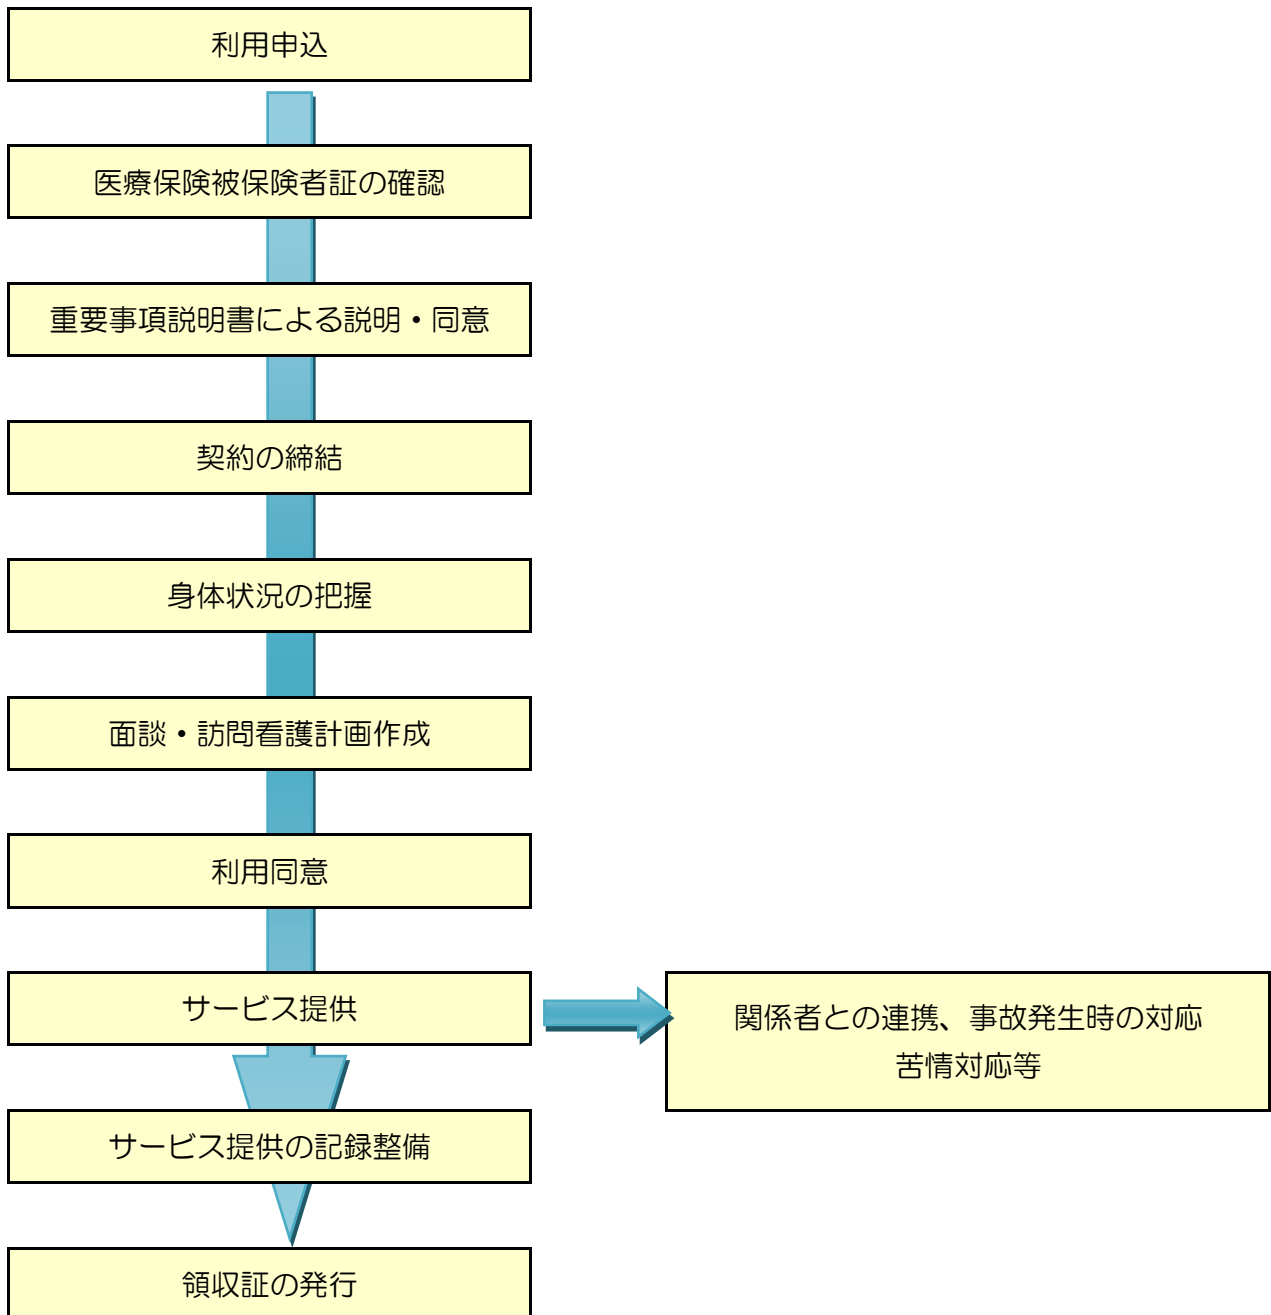 利用申込
医療保険被保険者証の確認
重要事項説明書による説明・同意
契約の締結
身体状況の把握
面談・訪問看護計画作成
利用同意
サービス提供
関係者との連携、事故発生時の対応
苦情対応等
サービス提供の記録整備
領収証の発行